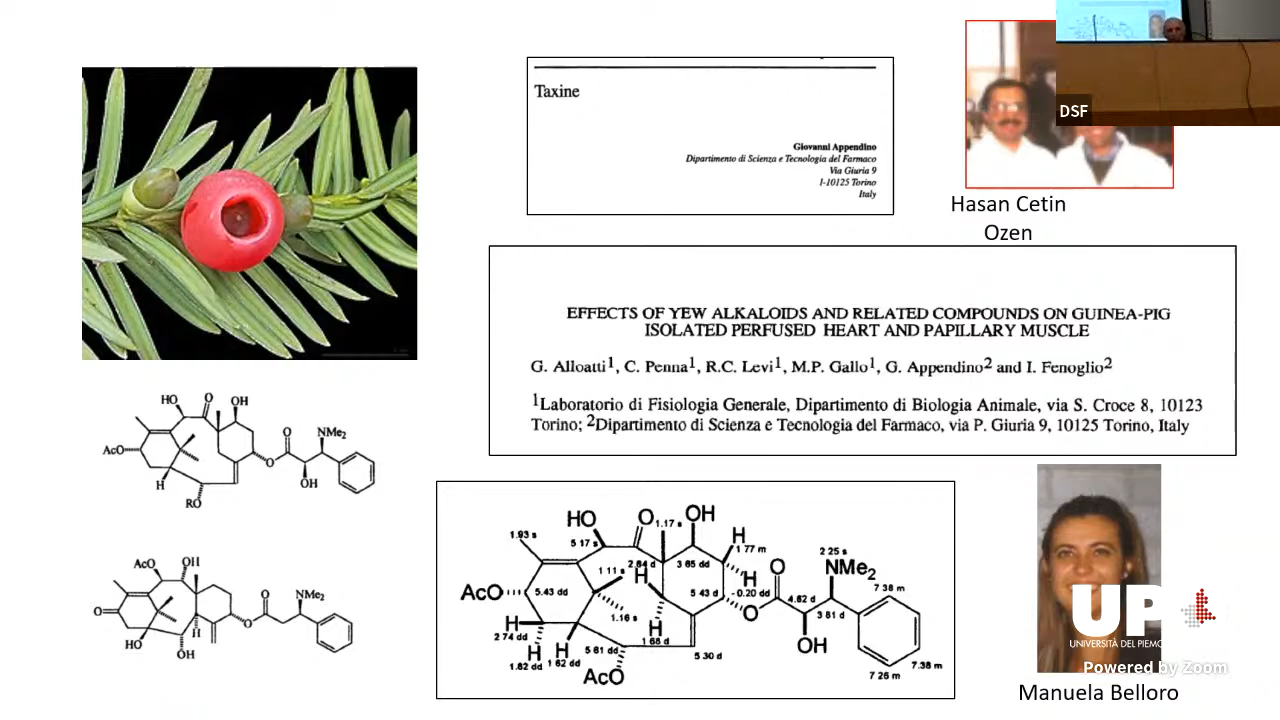 Taxine
Giovanni Appendino
Dipartimento di Scienza e Tecnologia del Farmaco
Via Giuria 9
I-10125 Torino
Italy
DSF
Hasan Cetin
Ozen
EFFECTS OF YEW ALKALOIDS AND RELATED COMPOUNDS ON GUINEA-PIG
ISOLATED PERFUSED HEART AND PAPILLARY MUSCLE
G. Alloatti1, C. Penna1, R.C. Levi1, M.P. Gallo1, G. Appendino2 and I. Fenoglio2
1Laboratorio di Fisiologia Generale, Dipartimento di Biologia Animale, via S. Croce 8, 10123
Torino; 2Dipartimento di Scienza e Tecnologia del Farmaco, via P. Giuria 9, 10125 Torino, Italy
HO O OH
AcO O NMe2
O
H OH
RO
AcO OH
O O NMe2
O
HO H
OH
HO O 1.17 s OH
1.93 s
5 17 s H
2.64 d 3 65 dd 1 77 m
1 11 s H H O 2 25 s
NMe2
AcO 5.43 dd 5 43 d -0.20 dd 4.62 d 7 38 m
1.16 s O 3 81 d
H H OH
2 74 dd 1 68 d
H H 5 61 dd 5.30 d
1.82 dd 1 62 dd 7.38 m
AcO 7 26 m
UP
UNIVERSITÀ DEL PIEM
Powered by Zoom
Manuela Belloro